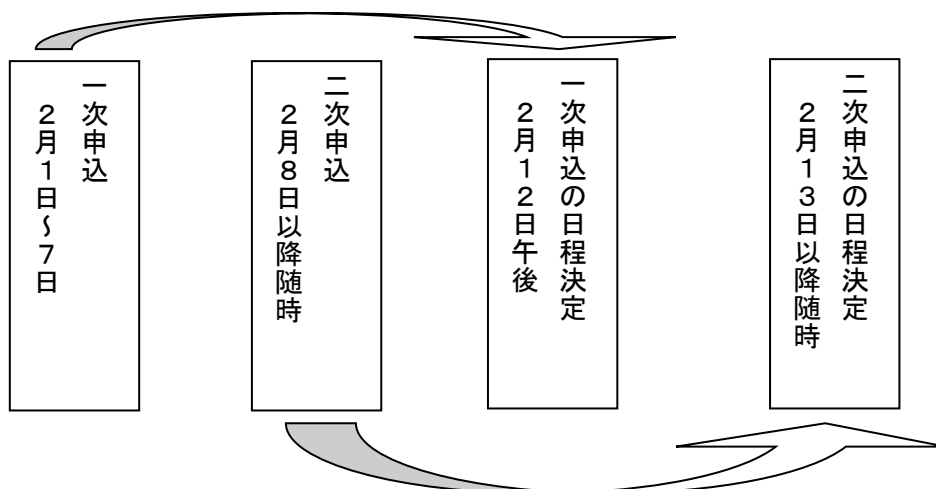 一次申込
２月１日～７日
二次申込
２月８日以降随時
一次申込の日程決定
２月１２日午後
二次申込の日程決定
２月１３日以降随時